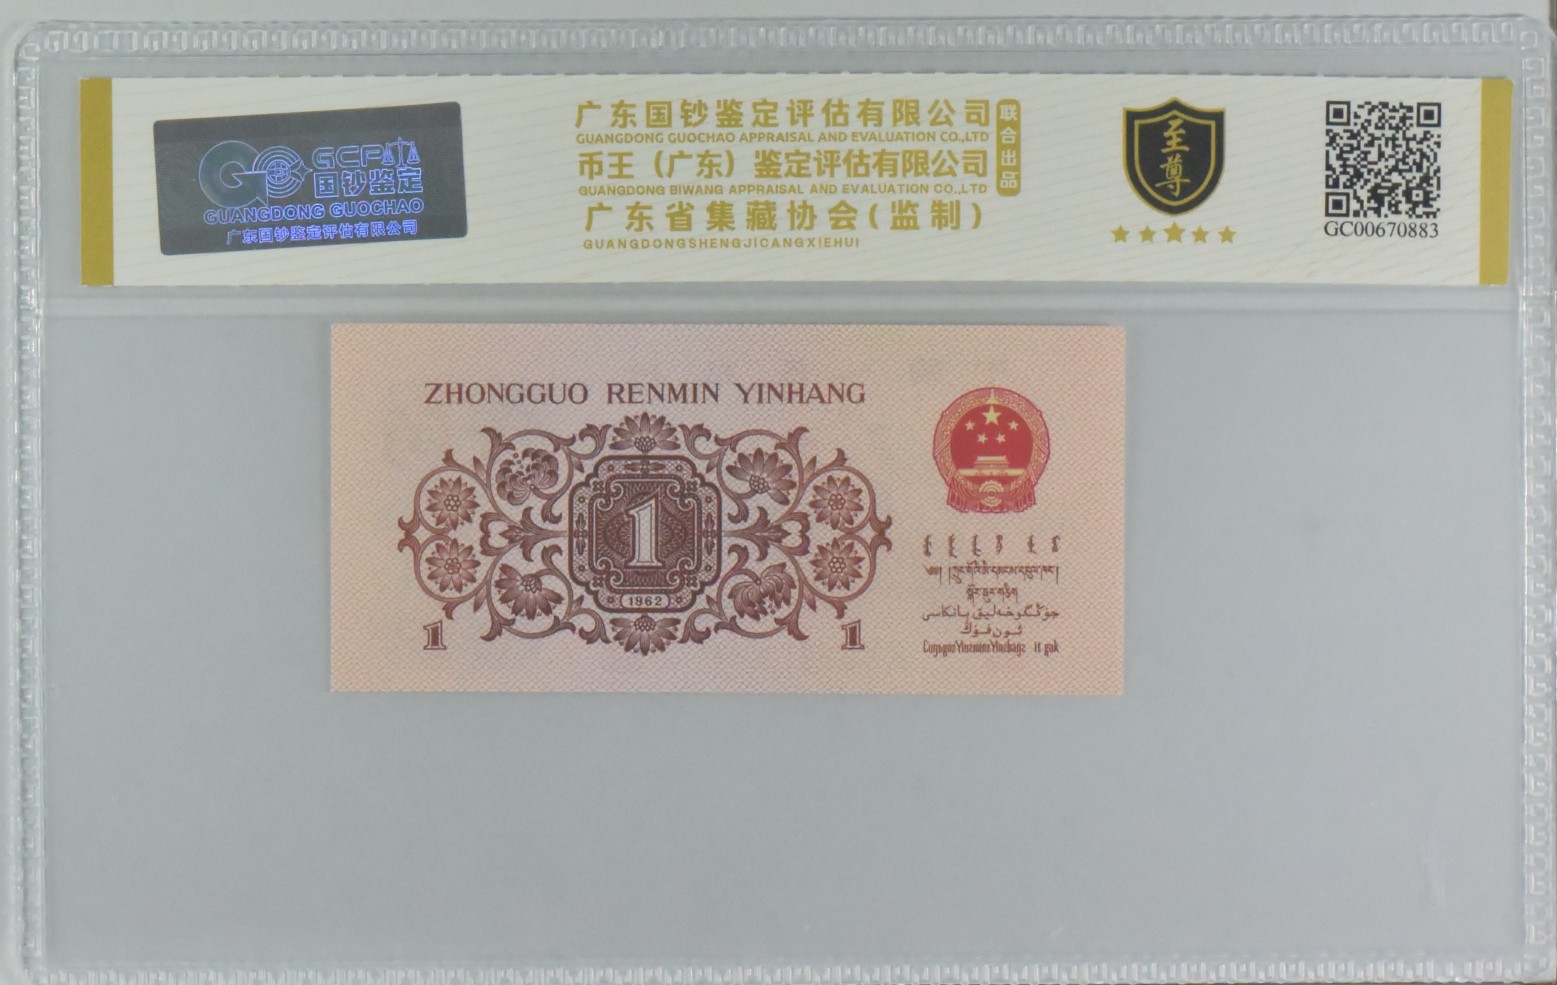 GCP
国钞鉴定
GUANGDONG GUOCHAO
广东国钞鉴定评估有限公司
广东国钞鉴定评估有限公司
GUANGDONG GUOCHAO APPRAISAL AND EVALUATION CO.,LTD
币王（广东）鉴定评估有限公司
GUANGDONG BIWANG APPRAISAL AND EVALUATION CO.,LTD
广东省集藏协会(监制)
GUANGDONGSHENGJICANGXIEHUI
联合出品
至尊
GC00670883
ZHONGGUO RENMIN YINHANG
1
(1962)
1
1